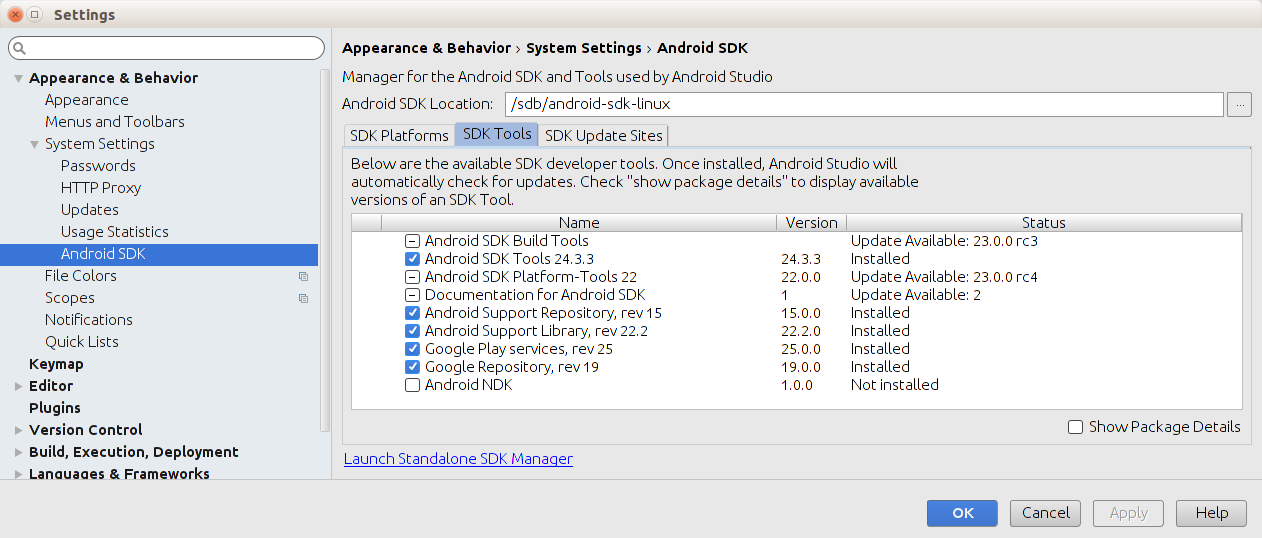 Settings
Appearance & Behavior
Appearance
Menus and Toolbars
System Settings
Passwords
HTTP Proxy
Updates
Usage Statistics
Android SDK
File Colors
Scopes
Notifications
Quick Lists
Keymap
Editor
Plugins
Version Control
Build, Execution, Deployment
Languages & Frameworks
Appearance & Behavior › System Settings › Android SDK
Manager for the Android SDK and Tools used by Android Studio
Android SDK Location: /sdb/android-sdk-linux ...
SDK Platforms SDK Tools SDK Update Sites
Below are the available SDK developer tools. Once installed, Android Studio will
automatically check for updates. Check "show package details" to display available
versions of an SDK Tool.
Name Version Status
Android SDK Build Tools Update Available: 23.0.0 rc3
Android SDK Tools 24.3.3 24.3.3 Installed
Android SDK Platform-Tools 22 22.0.0 Update Available: 23.0.0 rc4
Documentation for Android SDK 1 Update Available: 2
Android Support Repository, rev 15 15.0.0 Installed
Android Support Library, rev 22.2 22.2.0 Installed
Google Play services, rev 25 25.0.0 Installed
Google Repository, rev 19 19.0.0 Installed
Android NDK 1.0.0 Not installed
Show Package Details
Launch Standalone SDK Manager
OK Cancel Apply Help